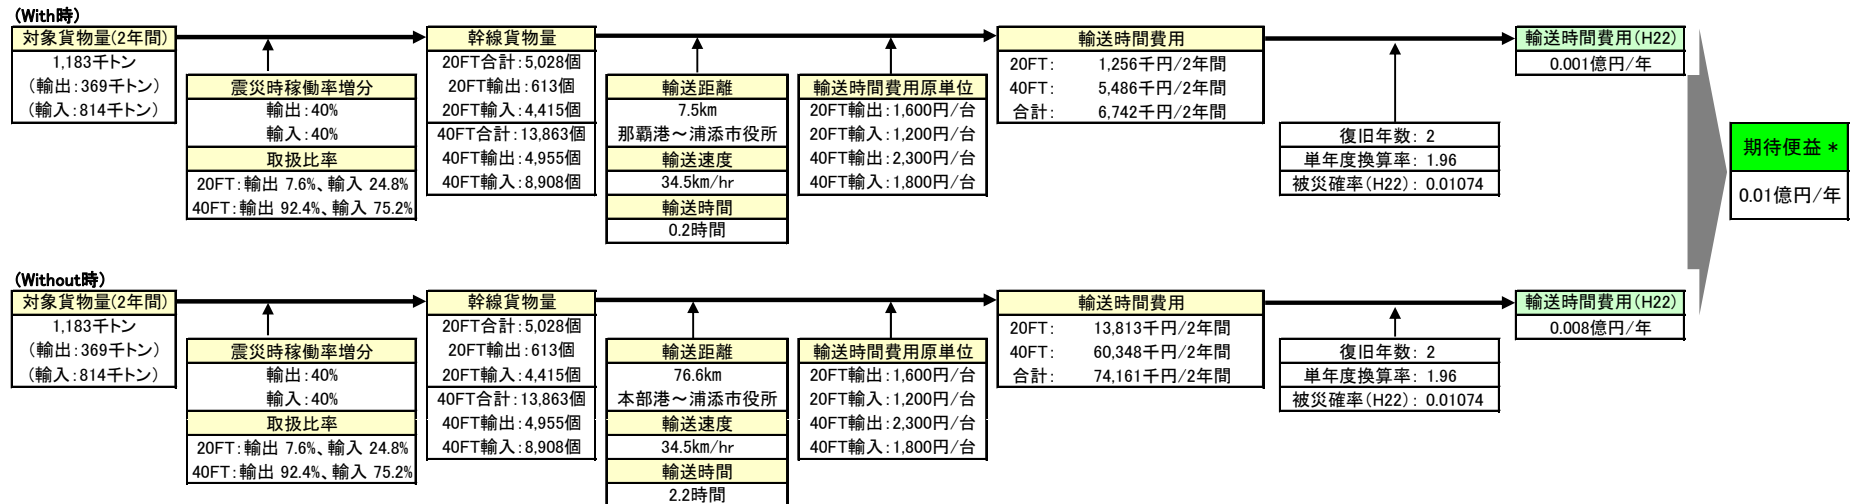 (With時)
対象貨物量(2年間)
1,183千トン
(輸出:369千トン)
(輸入:814千トン)
震災時稼働率増分
輸出:40%
輸入:40%
取扱比率
20FT:輸出 7.6%、輸入 24.8%
40FT:輸出 92.4%、輸入 75.2%
幹線貨物量
20FT合計:5,028個
20FT輸出:613個
20FT輸入:4,415個
40FT合計:13,863個
40FT輸出:4,955個
40FT輸入:8,908個
輸送距離
7.5km
那覇港~浦添市役所
輸送速度
34.5km/hr
輸送時間
0.2時間
輸送時間費用原単位
20FT輸出:1,600円/台
20FT輸入:1,200円/台
40FT輸出:2,300円/台
40FT輸入:1,800円/台
輸送時間費用
20FT: 1,256千円/2年間
40FT: 5,486千円/2年間
合計: 6,742千円/2年間
復旧年数: 2
単年度換算率: 1.96
被災確率(H22): 0.01074
輸送時間費用(H22)
0.001億円/年
期待便益*
0.01億円/年
(Without時)
対象貨物量(2年間)
1,183千トン
(輸出:369千トン)
(輸入:814千トン)
震災時稼働率増分
輸出:40%
輸入:40%
取扱比率
20FT:輸出 7.6%、輸入 24.8%
40FT:輸出 92.4%、輸入 75.2%
幹線貨物量
20FT合計:5,028個
20FT輸出:613個
20FT輸入:4,415個
40FT合計:13,863個
40FT輸出:4,955個
40FT輸入:8,908個
輸送距離
76.6km
本部港~浦添市役所
輸送速度
34.5km/hr
輸送時間
2.2時間
輸送時間費用原単位
20FT輸出:1,600円/台
20FT輸入:1,200円/台
40FT輸出:2,300円/台
40FT輸入:1,800円/台
輸送時間費用
20FT: 13,813千円/2年間
40FT: 60,348千円/2年間
合計: 74,161千円/2年間
復旧年数: 2
単年度換算率: 1.96
被災確率(H22): 0.01074
輸送時間費用(H22)
0.008億円/年